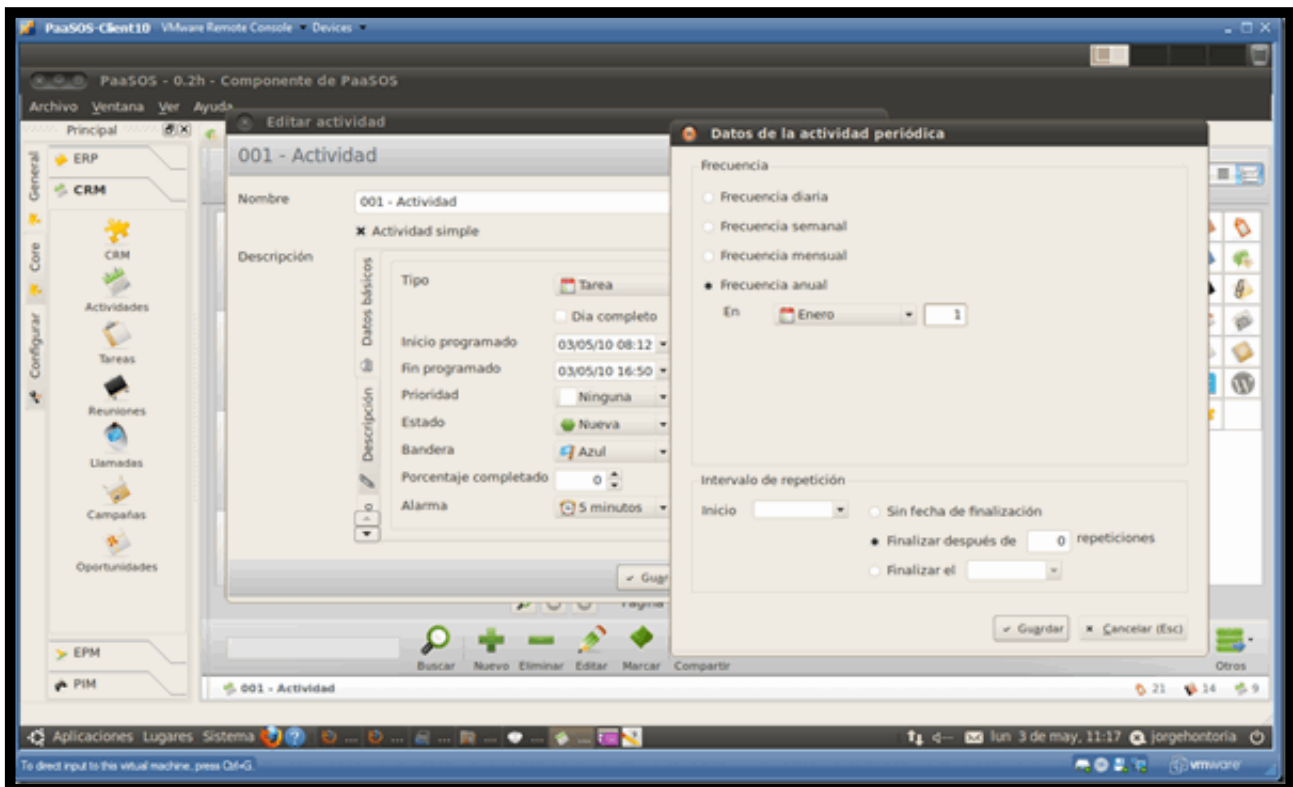 PaaSOS-Client10 VMware Remote Console Devices
PaaSOS - 0.2h - Componente de PaaSOS
Archivo Ventana Ver Ayuda
Principal
General
Core
Configurar
ERP
CRM
CRM
Actividades
Tareas
Reuniones
Llamadas
Campañas
Oportunidades
EPM
PIM
Editar actividad
001 - Actividad
Nombre
001 - Actividad
Actividad simple
Descripción
Datos básicos
Descripción
Tipo
Tarea
Dia completo
Inicio programado
03/05/10 08:12
Fin programado
03/05/10 16:50
Prioridad
Ninguna
Estado
Nueva
Bandera
Azul
Porcentaje completado
0
Alarma
5 minutos
Datos de la actividad periódica
Frecuencia
Frecuencia diaria
Frecuencia semanal
Frecuencia mensual
Frecuencia anual
En Enero 1
Intervalo de repetición
Inicio
Sin fecha de finalización
Finalizar después de 0 repeticiones
Finalizar el
Guardar Cancelar (Esc)
Buscar Nuevo Eliminar Editar Marcar Compartir Otros
001 - Actividad
21 14 9
Aplicaciones Lugares Sistema
lun 3 de may, 11:17 jorgehontoria
To direct input to this virtual machine, press Ctrl+G.
vmware